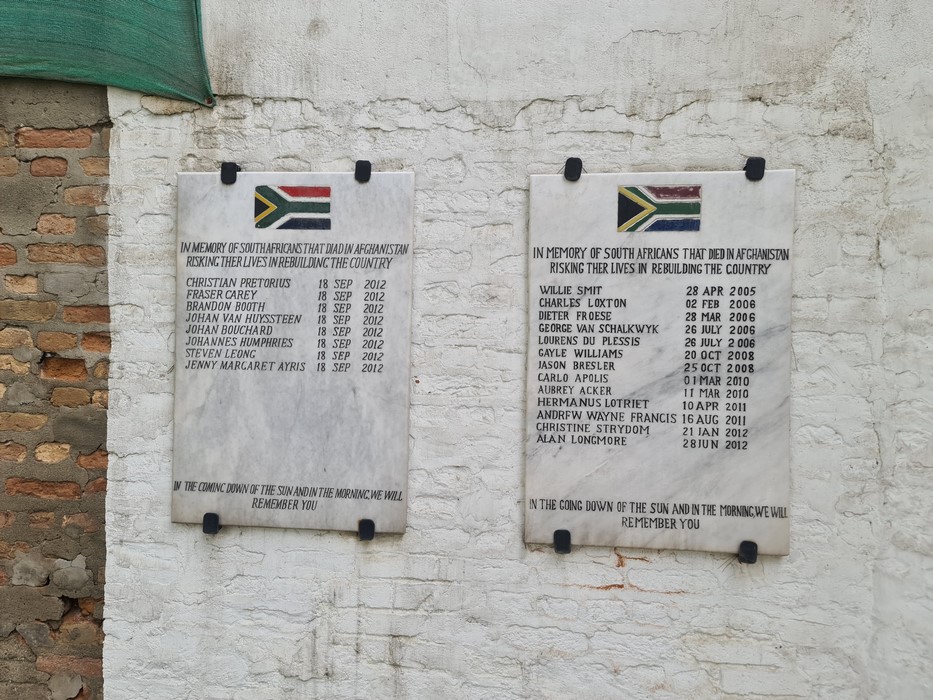 IN MEMORY OF SOUTH AFRICANS THAT DIAD IN AFGHANISTAN
RISKING THER LIVES IN REBUILDING THE COUNTRY
CHRISTIAN PRETORIUS 18 SEP 2012
FRASER CAREY 18 SEP 2012
BRANDON BOOTH 18 SEP 2012
JOHAN VAN HUYSSTEEN 18 SEP 2012
JOHAN BOUCHARD 18 SEP 2012
JOHANNES HUMPHRIES 18 SEP 2012
STEVEN LEONG 18 SEP 2012
JENNY MARGARET AYRIS 18 SEP 2012
IN THE COMING DOWN OF THE SUN AND IN THE MORNING, WE WILL
REMEMBER YOU
IN MEMORY OF SOUTH AFRICANS THAT DIED IN AFGHANISTAN
RISKING THER LIVES IN REBUILDING THE COUNTRY
WILLIE SMIT 28 APR 2005
CHARLES LOXTON 02 FEB 2006
DIETER FROESE 28 MAR 2006
GEORGE VAN SCHALKWYK 26 JULY 2006
LOURENS DU PLESSIS 26 JULY 2006
GAYLE WILLIAMS 20 OCT 2008
JASON BRESLER 25 OCT 2008
CARLO APOLIS 01 MAR 2010
AUBREY ACKER 11 MAR 2010
HERMANUS LOTRIET 10 APR 2011
ANDREW WAYNE FRANCIS 16 AUG 2011
CHRISTINE STRYDOM 21 JAN 2012
ALAN LONGMORE 28 JUN 2012
IN THE GOING DOWN OF THE SUN AND IN THE MORNING, WE WILL
REMEMBER YOU